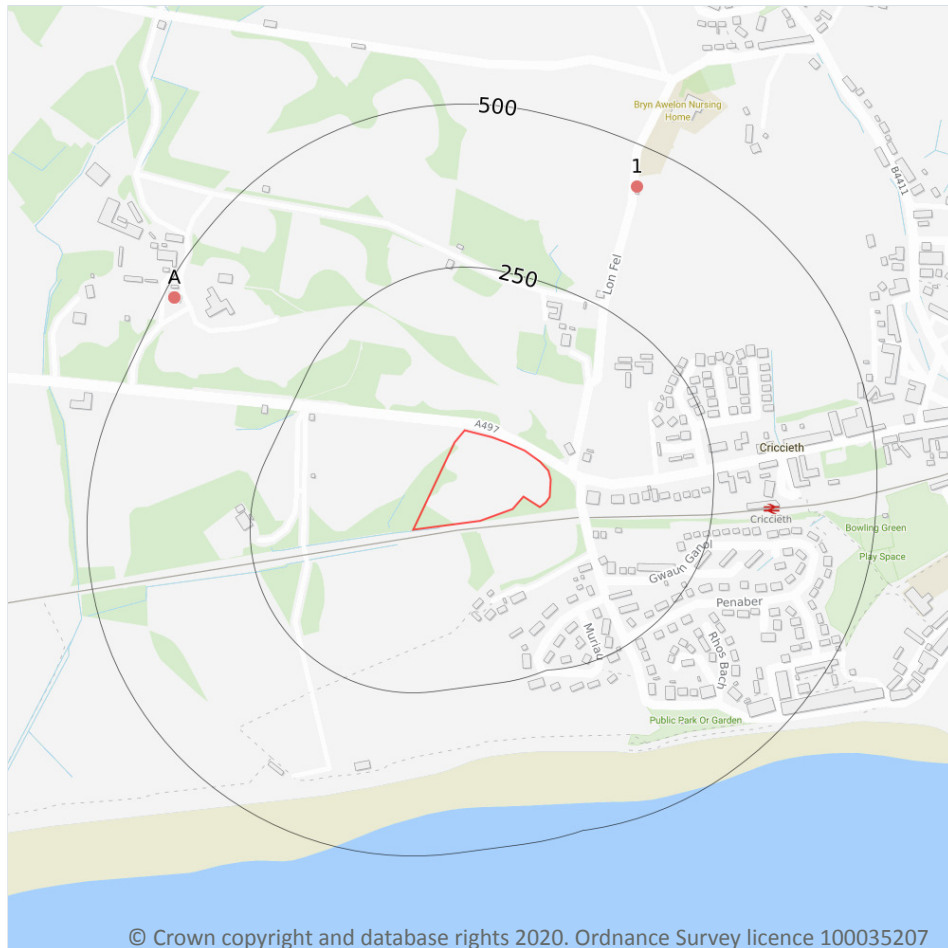 500
Bryn Awelon Nursing
Home
1
B4411
A
250
Lon Fel
A497
Criccieth
Criccieth
Bowling Green
Gwaun Ganol
Play Space
Penaber
Muriau
Rhos Bach
Public Park Or Garden
© Crown copyright and database rights 2020. Ordnance Survey licence 100035207